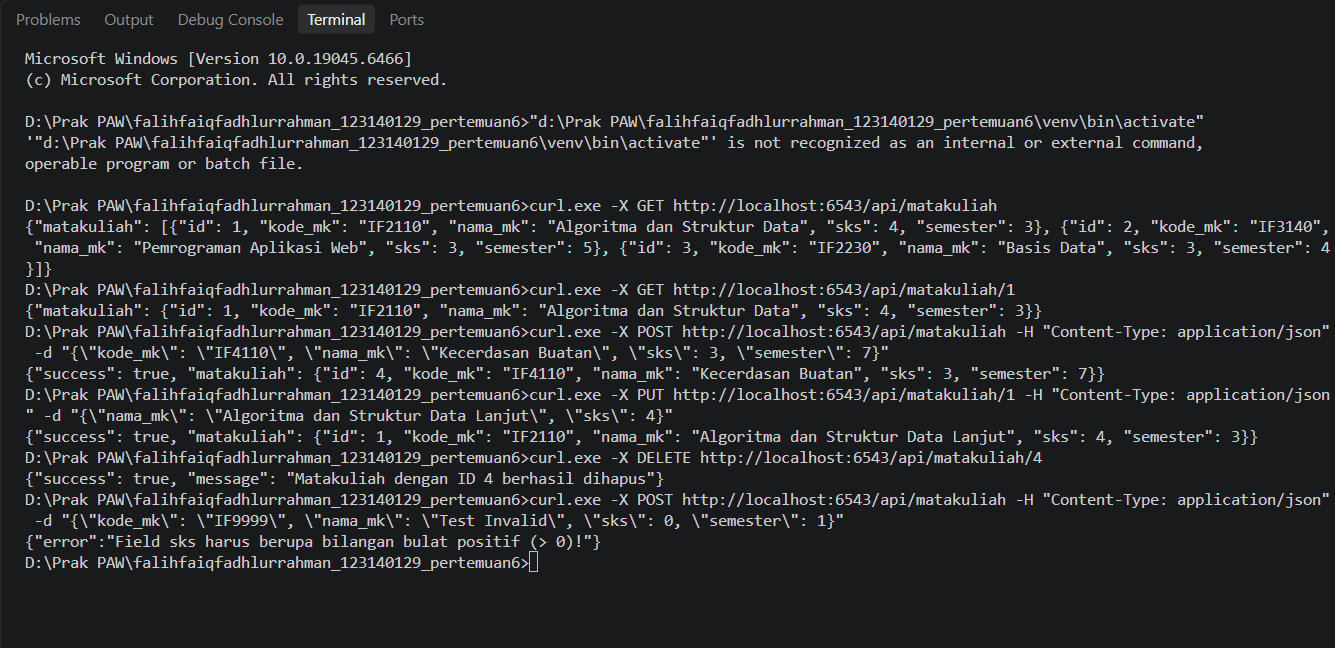 Problems Output Debug Console Terminal Ports
Microsoft Windows [Version 10.0.19045.6466]
(c) Microsoft Corporation. All rights reserved.
D:\Prak PAW\falihfaiqfadhlurrahman_123140129_pertemuan6>"d:\Prak PAW\falihfaiqfadhlurrahman_123140129_pertemuan6\venv\bin\activate"
'"d:\Prak PAW\falihfaiqfadhlurrahman_123140129_pertemuan6\venv\bin\activate"' is not recognized as an internal or external command,
operable program or batch file.
D:\Prak PAW\falihfaiqfadhlurrahman_123140129_pertemuan6>curl.exe -X GET http://localhost:6543/api/matakuliah
{"matakuliah": [{"id": 1, "kode_mk": "IF2110", "nama_mk": "Algoritma dan Struktur Data", "sks": 4, "semester": 3}, {"id": 2, "kode_mk": "IF3140",
"nama_mk": "Pemrograman Aplikasi Web", "sks": 3, "semester": 5}, {"id": 3, "kode_mk": "IF2230", "nama_mk": "Basis Data", "sks": 3, "semester": 4
}]}
D:\Prak PAW\falihfaiqfadhlurrahman_123140129_pertemuan6>curl.exe -X GET http://localhost:6543/api/matakuliah/1
{"matakuliah": {"id": 1, "kode_mk": "IF2110", "nama_mk": "Algoritma dan Struktur Data", "sks": 4, "semester": 3}}
D:\Prak PAW\falihfaiqfadhlurrahman_123140129_pertemuan6>curl.exe -X POST http://localhost:6543/api/matakuliah -H "Content-Type: application/json"
-d "{\"kode_mk\": \"IF4110\", \"nama_mk\": \"Kecerdasan Buatan\", \"sks\": 3, \"semester\": 7}"
{"success": true, "matakuliah": {"id": 4, "kode_mk": "IF4110", "nama_mk": "Kecerdasan Buatan", "sks": 3, "semester": 7}}
D:\Prak PAW\falihfaiqfadhlurrahman_123140129_pertemuan6>curl.exe -X PUT http://localhost:6543/api/matakuliah/1 -H "Content-Type: application/json
" -d "{\"nama_mk\": \"Algoritma dan Struktur Data Lanjut\", \"sks\": 4}"
{"success": true, "matakuliah": {"id": 1, "kode_mk": "IF2110", "nama_mk": "Algoritma dan Struktur Data Lanjut", "sks": 4, "semester": 3}}
D:\Prak PAW\falihfaiqfadhlurrahman_123140129_pertemuan6>curl.exe -X DELETE http://localhost:6543/api/matakuliah/4
{"success": true, "message": "Matakuliah dengan ID 4 berhasil dihapus"}
D:\Prak PAW\falihfaiqfadhlurrahman_123140129_pertemuan6>curl.exe -X POST http://localhost:6543/api/matakuliah -H "Content-Type: application/json"
-d "{\"kode_mk\": \"IF9999\", \"nama_mk\": \"Test Invalid\", \"sks\": 0, \"semester\": 1}"
{"error":"Field sks harus berupa bilangan bulat positif (> 0)!"}
D:\Prak PAW\falihfaiqfadhlurrahman_123140129_pertemuan6>